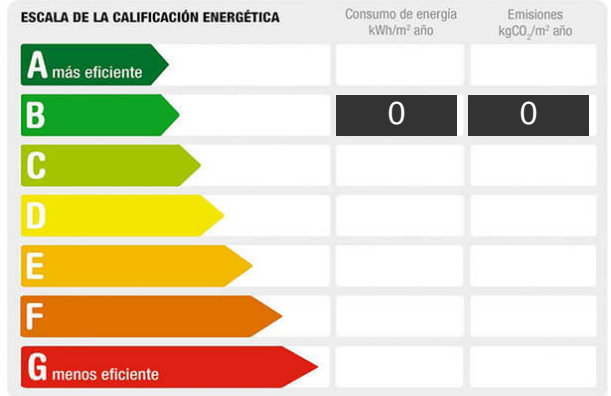 ESCALA DE LA CALIFICACIÓN ENERGÉTICA
Consumo de energía
kWh/m² año
Emisiones
kgCO₂/m² año
A más eficiente
B 0 0
C
D
E
F
G menos eficiente